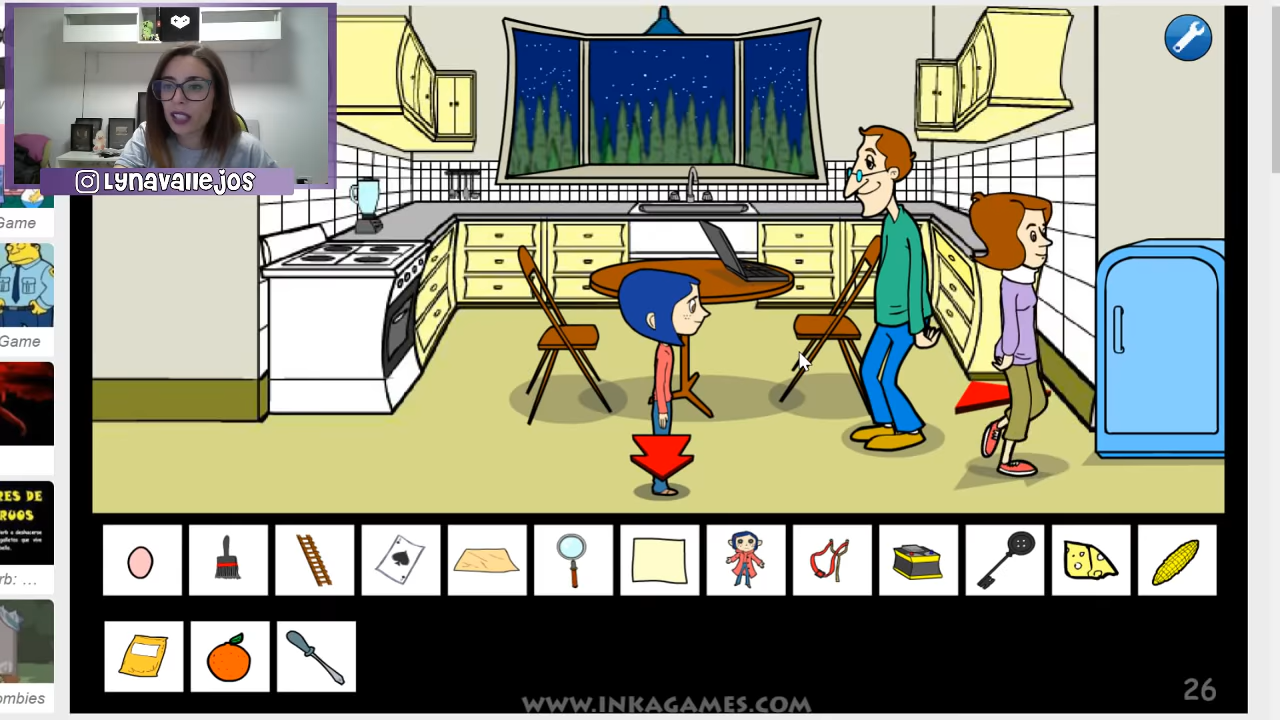 LYNAVALLEJOS
Game
Game
RES DE
RUOS
rb: ...
ombies
WWW.INKAGAMES.COM
26